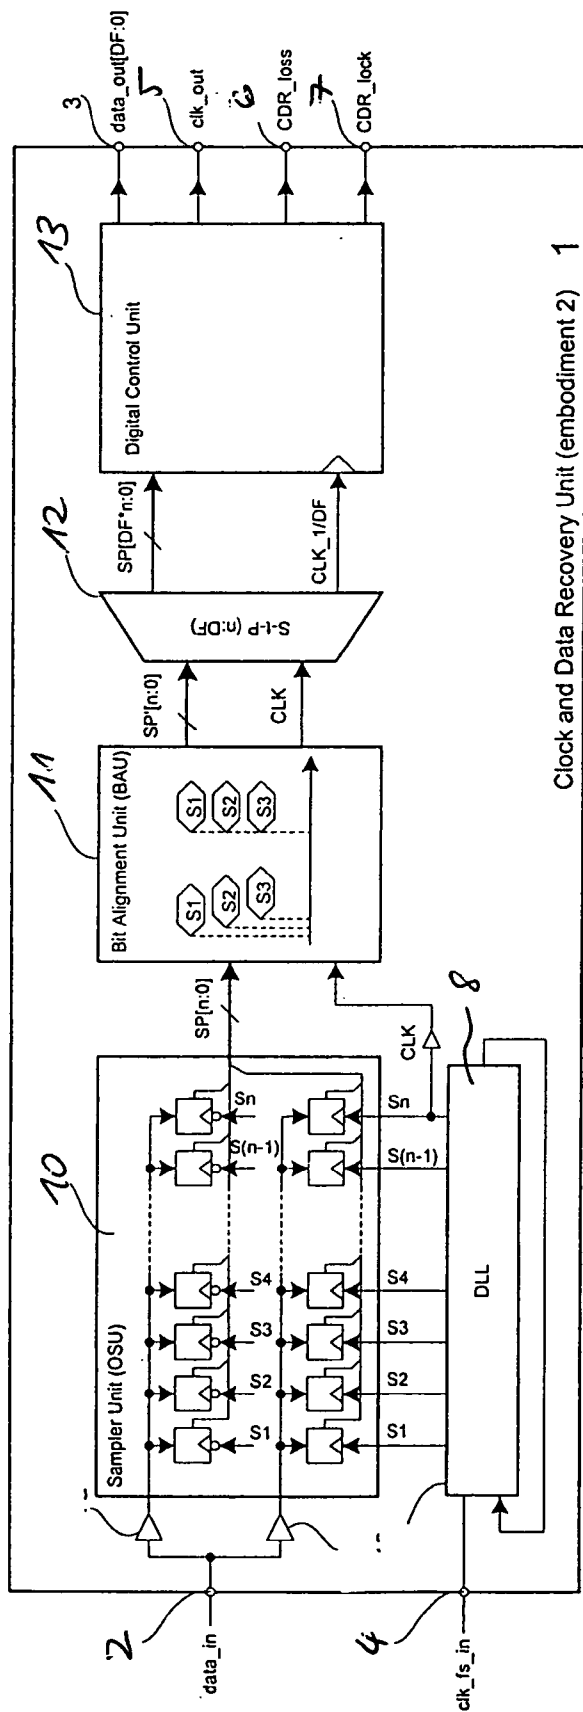 2
data_in
4
clk_fs_in
10
Sampler Unit (OSU)
S1
S2
S3
S4
S(n-1)
Sn
S1
S2
S3
S4
S(n-1)
Sn
DLL
8
CLK
SP[n:0]
11
Bit Alignment Unit (BAU)
S1
S2
S3
S1
S2
S3
SP'[n:0]
CLK
12
S-t-P (n:DF)
SP[DF*n:0]
CLK_1/DF
13
Digital Control Unit
3
data_out[DF:0]
5
clk_out
6
CDR_loss
7
CDR_lock
Clock and Data Recovery Unit (embodiment 2) 1